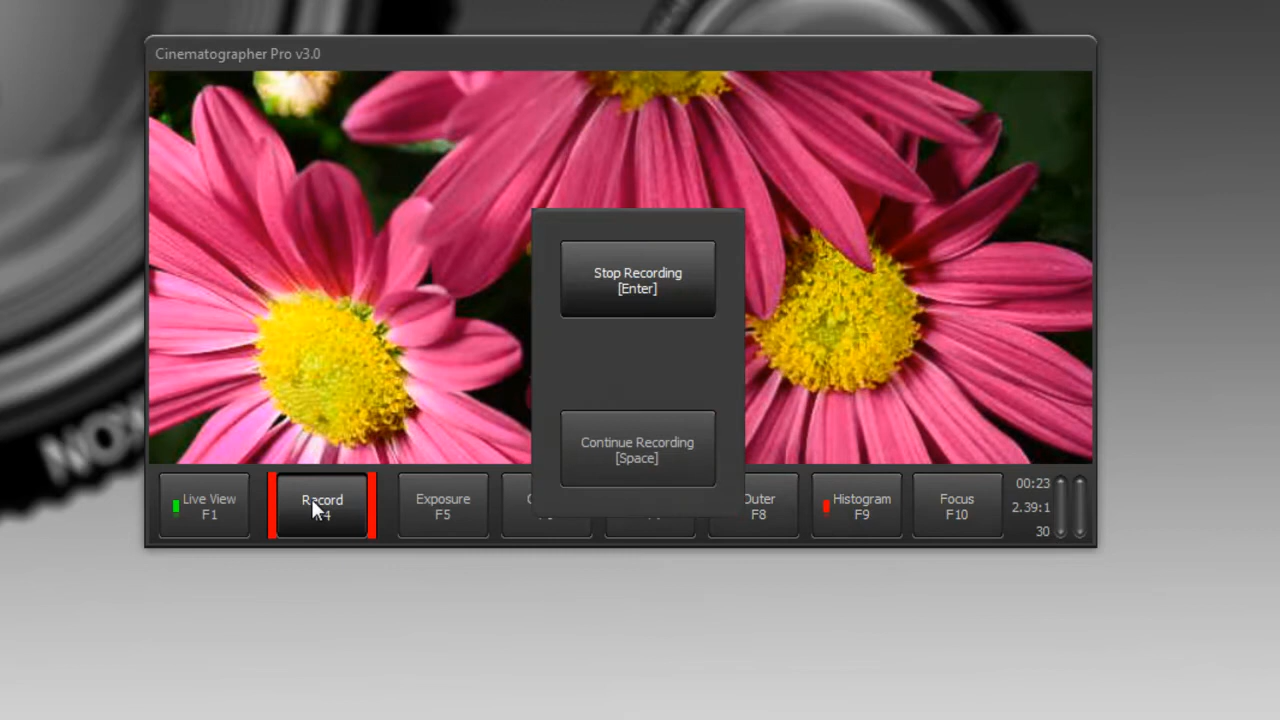 Cinematographer Pro v3.0
Stop Recording
[Enter]
Continue Recording
[Space]
Live View
F1
Record
Exposure
F5
Outer
F8
Histogram
F9
Focus
F10
00:23
2.39:1
30